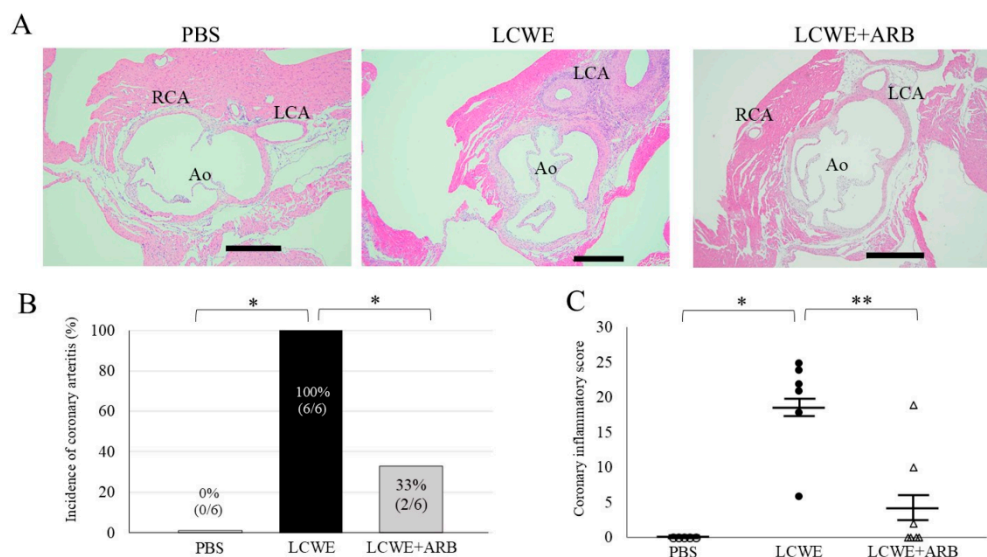 A
PBS
LCWE
LCWE+ARB
RCA
LCA
Ao
LCA
Ao
RCA
LCA
Ao
B
*
*
Incidence of coronary arteritis (%)
100
80
60
40
20
0
0%
(0/6)
100%
(6/6)
33%
(2/6)
PBS
LCWE
LCWE+ARB
C
*
**
Coronary inflammatory score
30
25
20
15
10
5
0
PBS
LCWE
LCWE+ARB